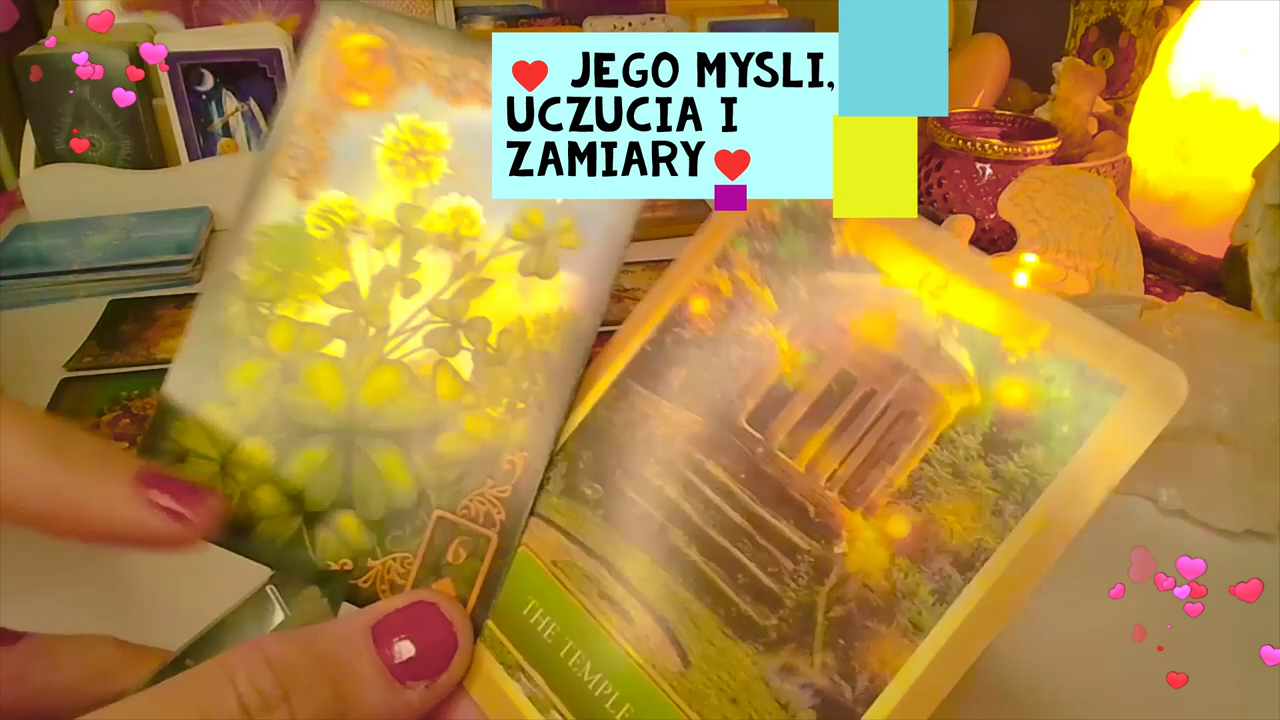 ❤️ JEGO MYSLI,
UCZUCIA I
ZAMIARY ❤️
6
THE TEMPLE